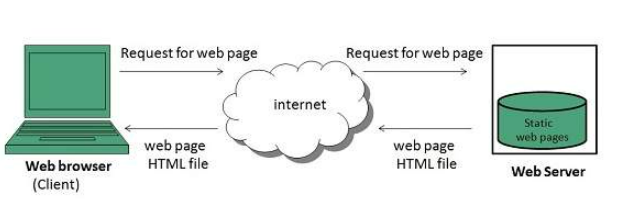 Request for web page
Request for web page
internet
Static
web pages
web page
HTML file
web page
HTML file
Web browser
(Client)
Web Server